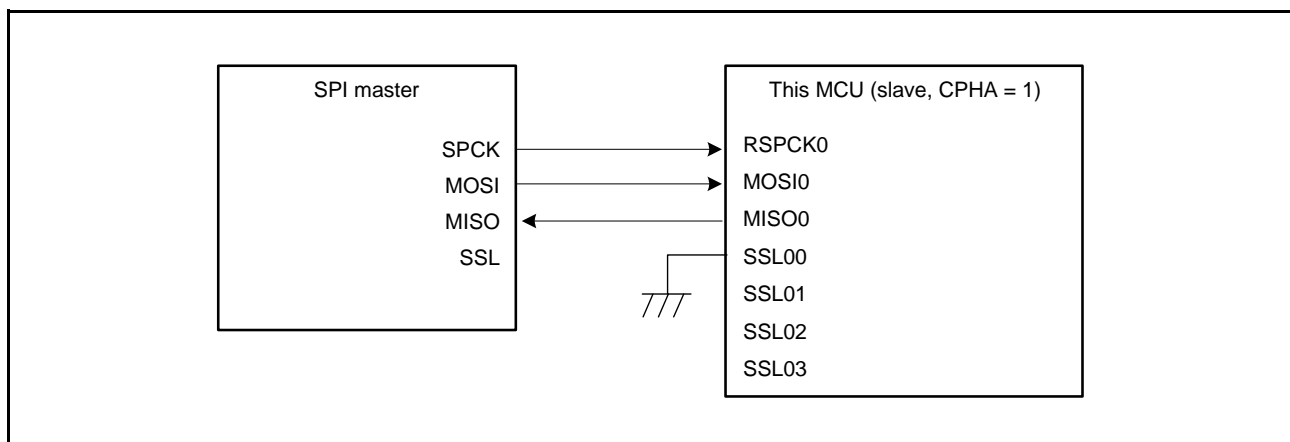 SPI master
SPCK
MOSI
MISO
SSL
This MCU (slave, CPHA = 1)
RSPCK0
MOSI0
MISO0
SSL00
SSL01
SSL02
SSL03